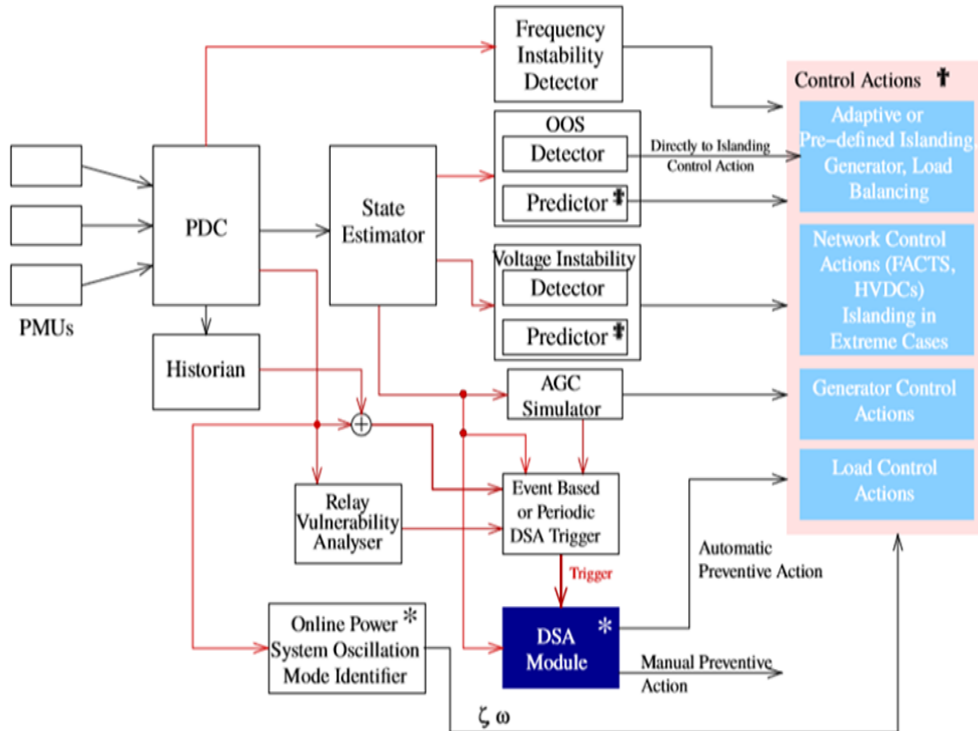 Frequency
Instability
Detector
Control Actions ✝
OOS
Detector
Directly to Islanding
Control Action
Predictor ‡
Adaptive or
Pre-defined Islanding,
Generator, Load
Balancing
PDC
State
Estimator
PMUs
Voltage Instability
Detector
Predictor ‡
Network Control
Actions (FACTS,
HVDCs)
Islanding in
Extreme Cases
Historian
AGC
Simulator
Generator Control
Actions
+
Load Control
Actions
Relay
Vulnerability
Analyser
Event Based
or Periodic
DSA Trigger
Automatic
Preventive Action
Trigger
Online Power *
System Oscillation
Mode Identifier
DSA *
Module
Manual Preventive
Action
ζ, ω